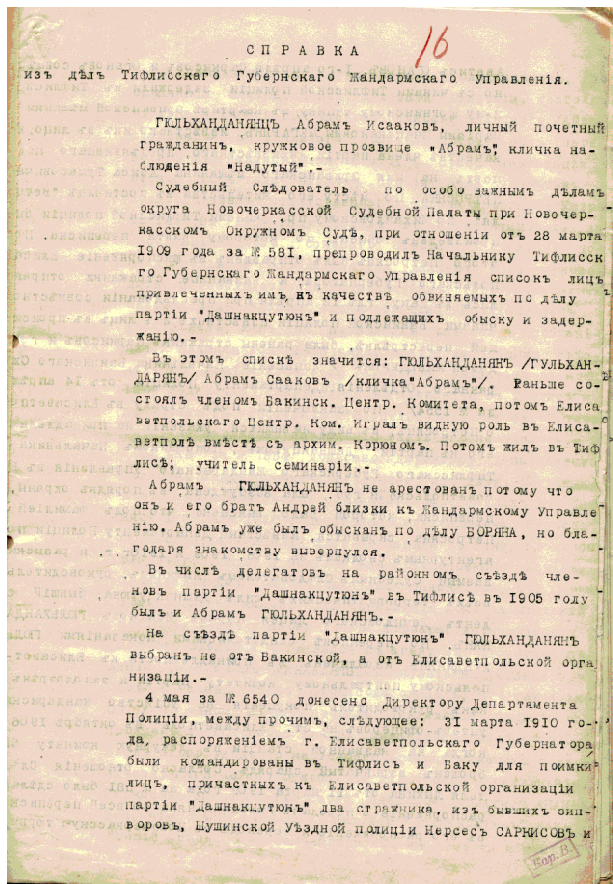 16
СПРАВКА
изъ дѣлъ Тифлисскаго Губернскаго Жандармскаго Управленія.
ГЮЛЬХАНДАНЯНЦЪ Абрамъ Исааковъ, личный почетный
гражданинъ, кружковое прозвище "Абрамъ", кличка на-
блюденія "Надутый".-
Судебный Слѣдователь по особо важнымъ дѣламъ
округа Новочеркасской Судебной Палаты при Новочер-
касскомъ Окружномъ Судѣ, при отношеніи отъ 28 марта
1909 года за № 581, препроводилъ Начальнику Тифлисск
го Губернскаго Жандармскаго Управленія списокъ лицъ
привлеченныхъ имъ, въ качествѣ обвиняемыхъ по дѣлу
партіи "Дашнакцутюнъ" и подлежащихъ обыску и задер-
жанію.-
Въ этомъ спискѣ значится: ГЮЛЬХАНДАНЯНЪ /ГУЛЬХАН-
ДАРЯНЪ/ Абрамъ Сааковъ /кличка "Абрамъ"/. Раньше со-
стоялъ членомъ Бакинск. Центр. Комитета, потомъ Елиса
ветпольскаго Центр. Ком. игралъ видную роль въ Елиса-
ветполѣ вмѣстѣ съ архим. Корюномъ. Потомъ жилъ въ Тиф
лисѣ; учитель семинаріи.-
Абрамъ ГЮЛЬХАНДАНЯНЪ не арестованъ потому что
онъ и его братъ Андрей близки къ Жандармскому Управле
нію. Абрамъ уже былъ обысканъ по дѣлу БОРЯНА, но бла-
годаря знакомству вывернулся.
Въ числѣ делегатовъ на районномъ съѣздѣ чле-
новъ партіи "Дашнакцутюнъ" въ Тифлисѣ въ 1905 году
былъ и Абрамъ ГЮЛЬХАНДАНЯНЪ.-
На съѣздѣ партіи "Дашнакцутюнъ" ГЮЛЬХАНДАНЯНЪ
выбранъ не отъ Бакинской, а отъ Елисаветпольской орга
низаціи.-
4 мая за № 6540 донесено Директору Департамента
Полиціи, между прочимъ, слѣдующее: 31 марта 1910 го-
да, распоряженіемъ г. Елисаветпольскаго Губернатора
были командированы въ Тифлисъ и Баку для поимки
лицъ, причастныхъ къ Елисаветпольской организаціи
партіи "Дашнакцутюнъ" два стражника, изъ бывшихъ
воровъ, Шушинской Уѣздной полиціи Нерсесъ САРКИСОВЪ и
Бар. В.